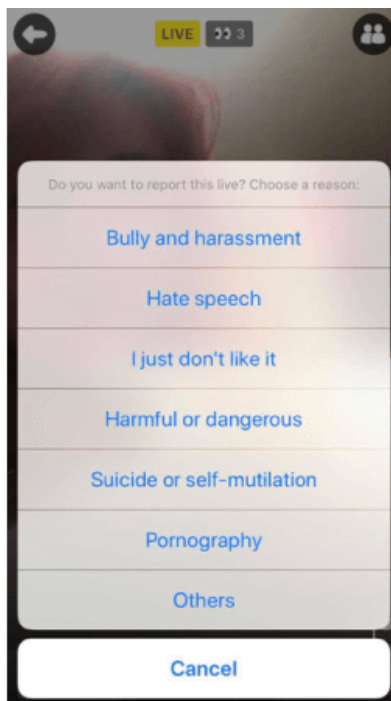 LIVE 👀 3
Do you want to report this live? Choose a reason:
Bully and harassment
Hate speech
I just don't like it
Harmful or dangerous
Suicide or self-mutilation
Pornography
Others
Cancel